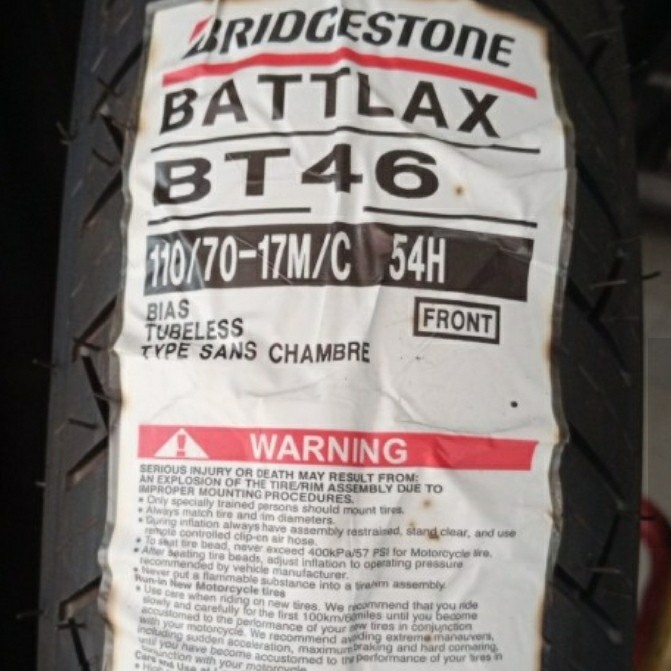 BRIDGESTONE
BATTLAX
BT46
110/70-17M/C 54H
BIAS
TUBELESS
TYPE SANS CHAMBRE
FRONT
WARNING
SERIOUS INJURY OR DEATH MAY RESULT FROM:
AN EXPLOSION OF THE TIRE/RIM ASSEMBLY DUE TO
IMPROPER MOUNTING PROCEDURES.
• Only specially trained persons should mount tires.
• Always match tire and rim diameters.
• During inflation always have assembly restrained, stand clear, and use
remote controlled clip-on air hose.
• To seat tire bead, never exceed 400kPa/57 PSI for Motorcycle tire.
• After seating tire beads, adjust inflation to operating pressure
recommended by vehicle manufacturer.
• Never put a flammable substance into a tire/rim assembly.
Run-in New Motorcycle tires
• Use care when riding on new tires. We recommend that you ride
slowly and carefully for the first 100km/60miles until you become
accustomed to the performance of your new tires in conjunction
with your motorcycle. We recommend avoiding extreme maneuvers,
including sudden acceleration, maximum braking and hard cornering,
until you have become accustomed to the performance of your tires in
conjunction with your motorcycle.
Care and Use